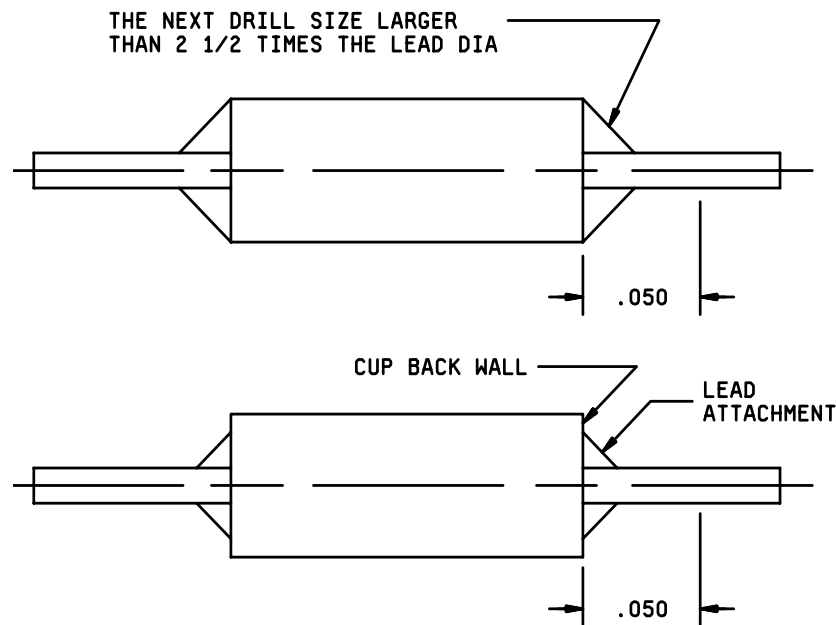 THE NEXT DRILL SIZE LARGER
THAN 2 1/2 TIMES THE LEAD DIA
.050
CUP BACK WALL
LEAD
ATTACHMENT
.050